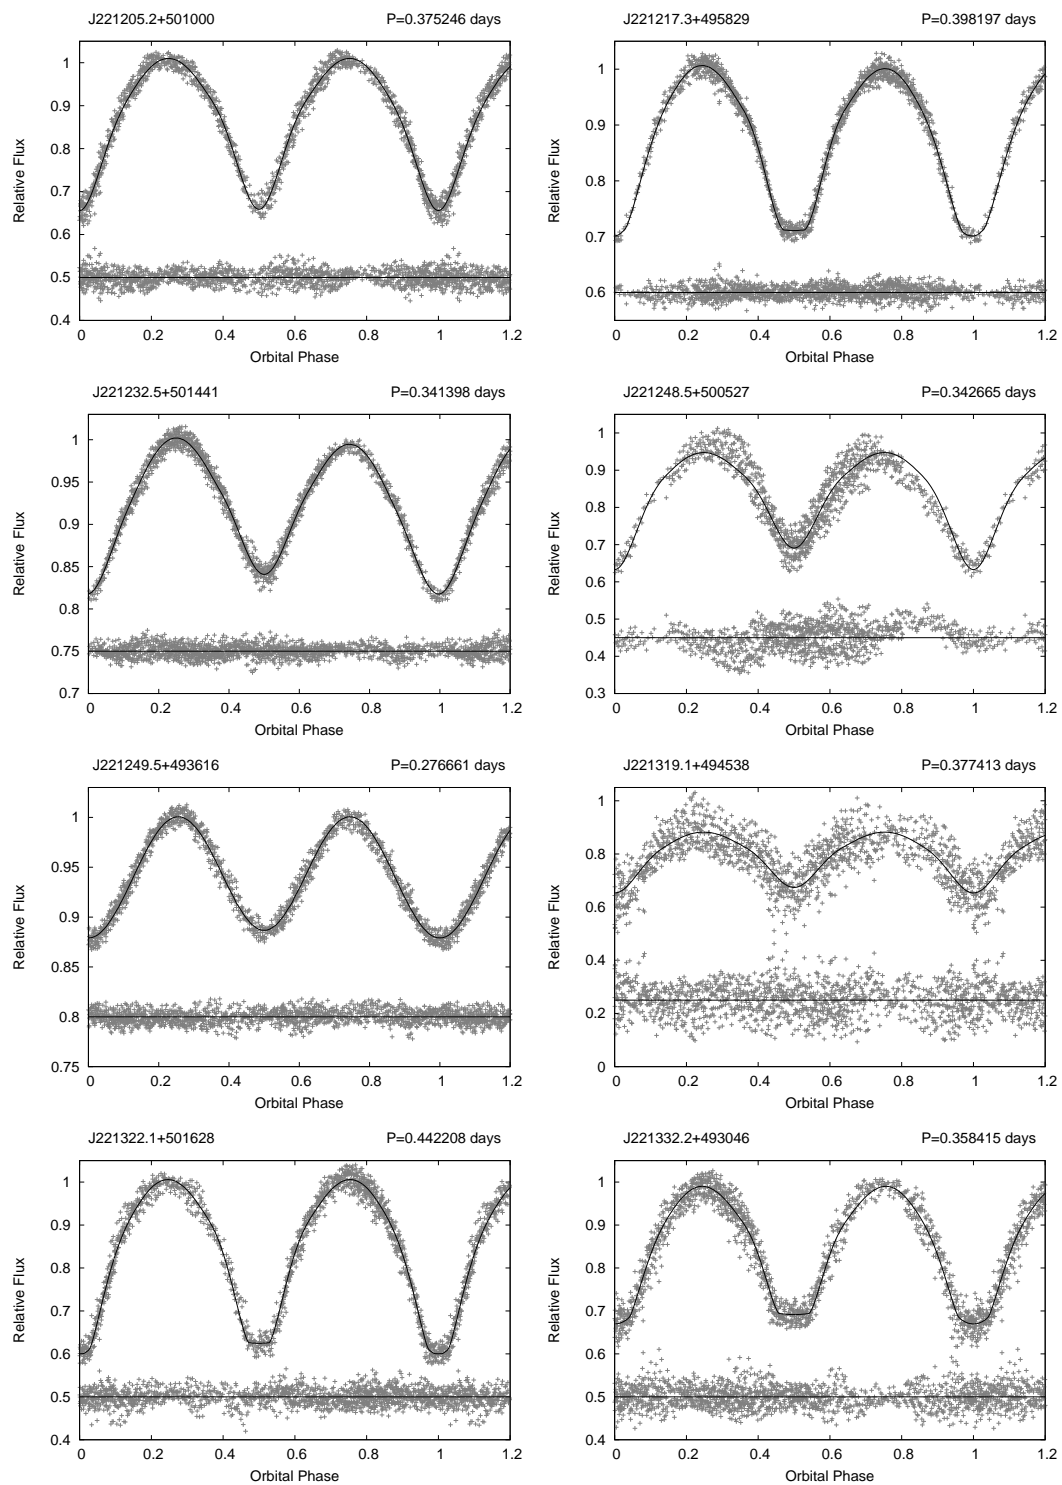 J221205.2+501000 P=0.375246 days
1
0.9
0.8
0.7
0.6
0.5
0.4
Relative Flux
0 0.2 0.4 0.6 0.8 1 1.2
Orbital Phase
J221217.3+495829 P=0.398197 days
1
0.9
0.8
0.7
0.6
Relative Flux
0 0.2 0.4 0.6 0.8 1 1.2
Orbital Phase
J221232.5+501441 P=0.341398 days
1
0.95
0.9
0.85
0.8
0.75
0.7
Relative Flux
0 0.2 0.4 0.6 0.8 1 1.2
Orbital Phase
J221248.5+500527 P=0.342665 days
1
0.9
0.8
0.7
0.6
0.5
0.4
0.3
Relative Flux
0 0.2 0.4 0.6 0.8 1 1.2
Orbital Phase
J221249.5+493616 P=0.276661 days
1
0.95
0.9
0.85
0.8
0.75
Relative Flux
0 0.2 0.4 0.6 0.8 1 1.2
Orbital Phase
J221319.1+494538 P=0.377413 days
1
0.8
0.6
0.4
0.2
0
Relative Flux
0 0.2 0.4 0.6 0.8 1 1.2
Orbital Phase
J221322.1+501628 P=0.442208 days
1
0.9
0.8
0.7
0.6
0.5
0.4
Relative Flux
0 0.2 0.4 0.6 0.8 1 1.2
Orbital Phase
J221332.2+493046 P=0.358415 days
1
0.9
0.8
0.7
0.6
0.5
0.4
Relative Flux
0 0.2 0.4 0.6 0.8 1 1.2
Orbital Phase